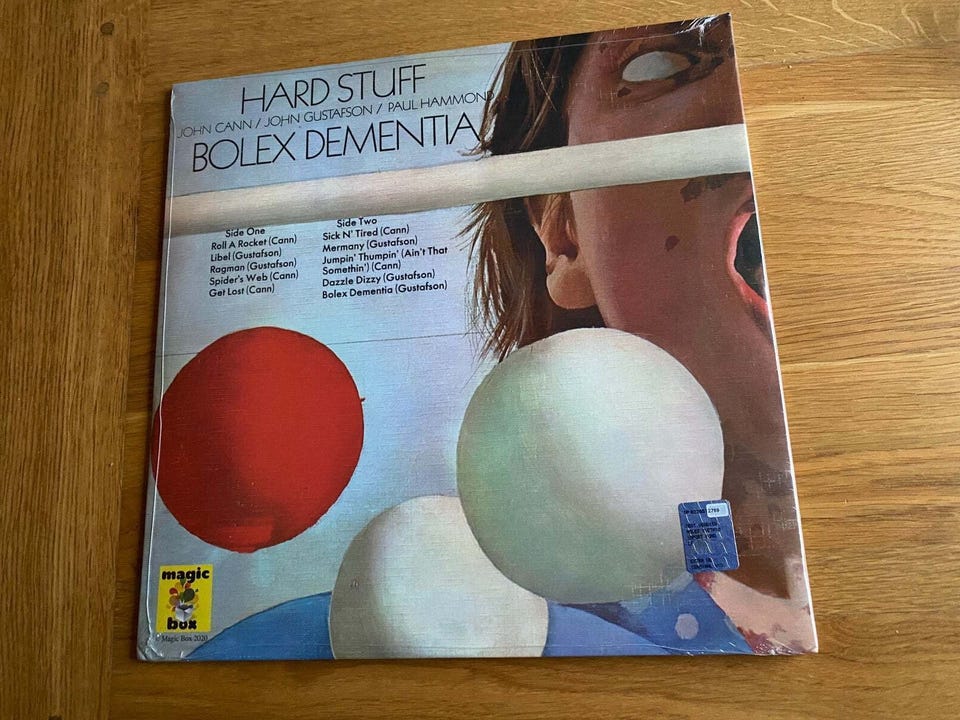 HARD STUFF
JOHN CANN / JOHN GUSTAFSON / PAUL HAMMOND
BOLEX DEMENTIA
Side One
Roll A Rocket (Cann)
Libel (Gustafson)
Ragman (Gustafson)
Spider's Web (Cann)
Get Lost (Cann)
Side Two
Sick N' Tired (Cann)
Mermany (Gustafson)
Jumpin' Thumpin' (Ain't That
Somethin') (Cann)
Dazzle Dizzy (Gustafson)
Bolex Dementia (Gustafson)
magic
box
Magic Box 2020